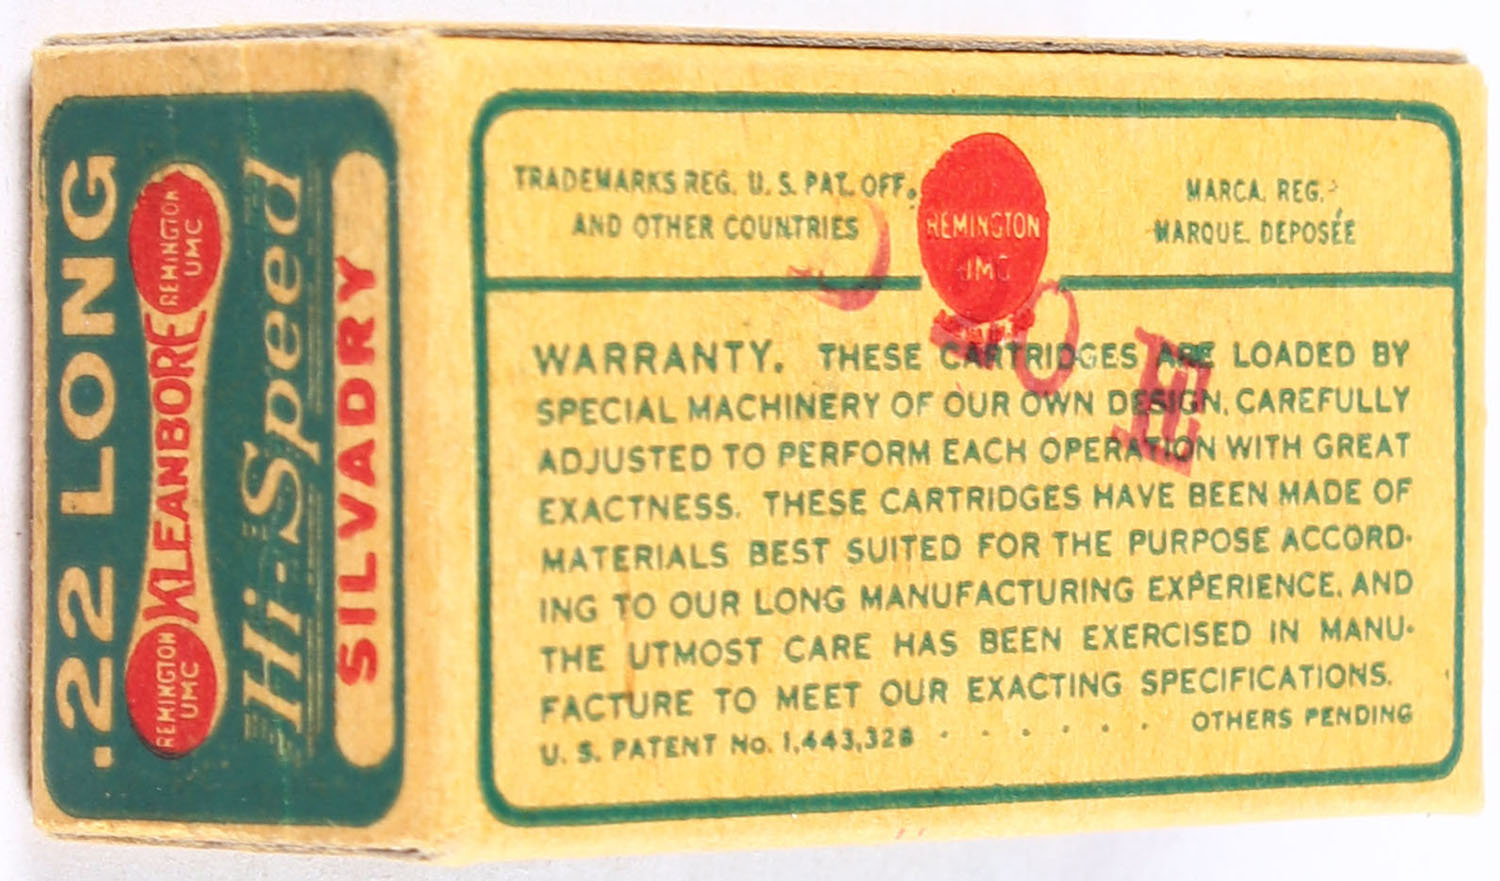 .22 LONG
REMINGTON
UMC
KLEANBORE
REMINGTON
UMC
Hi-Speed
SILVADRY
TRADEMARKS REG. U. S. PAT. OFF.
AND OTHER COUNTRIES
REMINGTON
UMC
MARCA. REG.
MARQUE. DEPOSÉE
WARRANTY. THESE CARTRIDGES ARE LOADED BY
SPECIAL MACHINERY OF OUR OWN DESIGN, CAREFULLY
ADJUSTED TO PERFORM EACH OPERATION WITH GREAT
EXACTNESS. THESE CARTRIDGES HAVE BEEN MADE OF
MATERIALS BEST SUITED FOR THE PURPOSE ACCORD-
ING TO OUR LONG MANUFACTURING EXPERIENCE, AND
THE UTMOST CARE HAS BEEN EXERCISED IN MANU-
FACTURE TO MEET OUR EXACTING SPECIFICATIONS.
U. S. PATENT No. 1,443,328 . . . . . . OTHERS PENDING